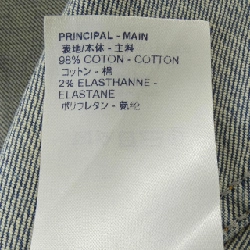 PRINCIPAL - MAIN
表地/本体 - 主料
98% COTON - COTTON
コットン - 棉
2% ELASTHANNE -
ELASTANE
ポリウレタン - 氨纶